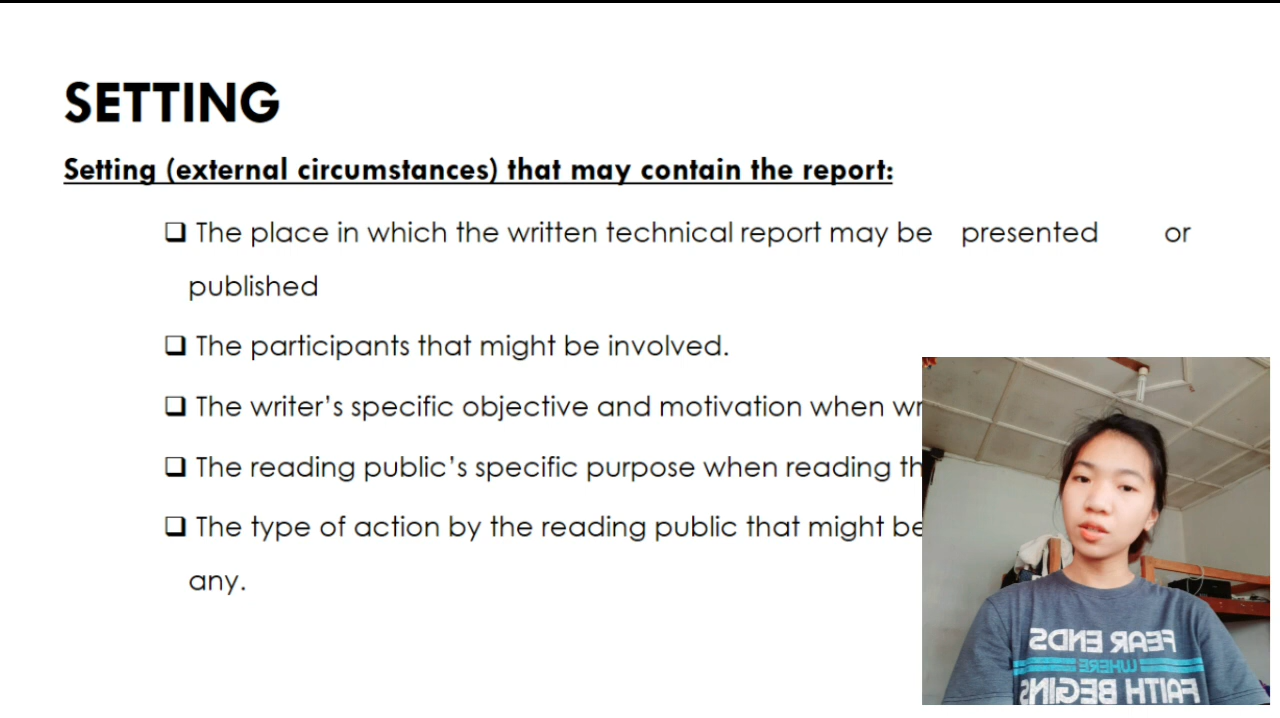 SETTING
Setting (external circumstances) that may contain the report:
❑ The place in which the written technical report may be presented or
published
❑ The participants that might be involved.
❑ The writer’s specific objective and motivation when
❑ The reading public’s specific purpose when reading
❑ The type of action by the reading public that might be
any.
FEAR ENDS
WHERE
FAITH BEGINS